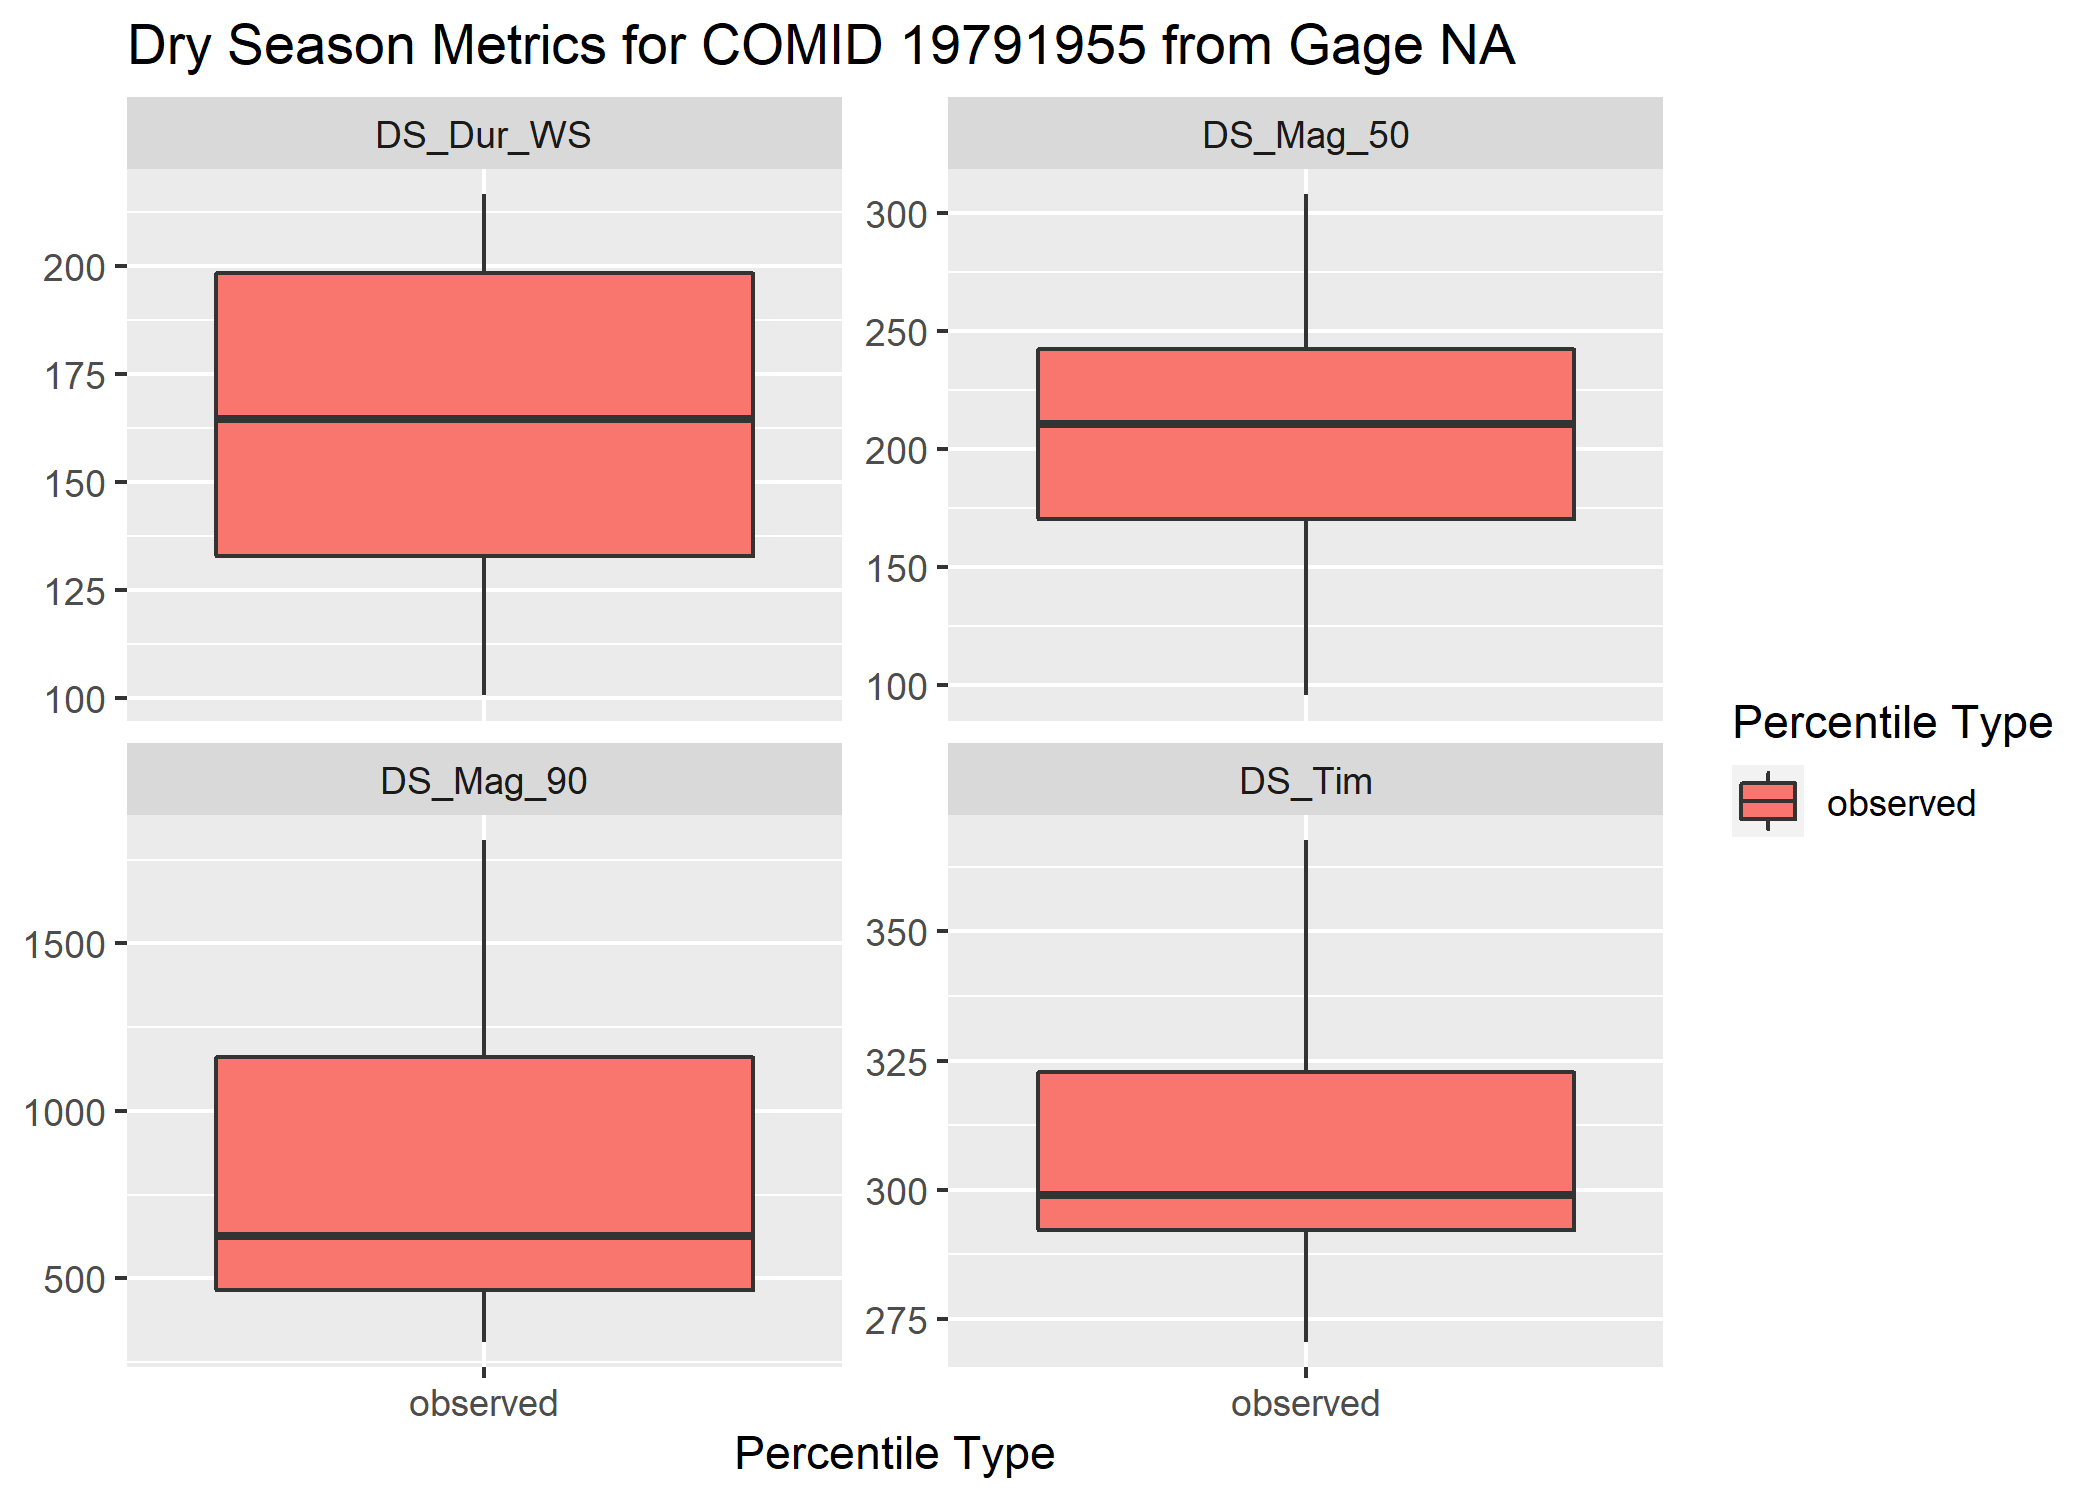 Dry Season Metrics for COMID 19791955 from Gage NA
DS_Dur_WS
DS_Mag_50
200
175
150
125
100
300
250
200
150
100
DS_Mag_90
DS_Tim
1500
1000
500
350
325
300
275
observed
observed
Percentile Type
Percentile Type
observed